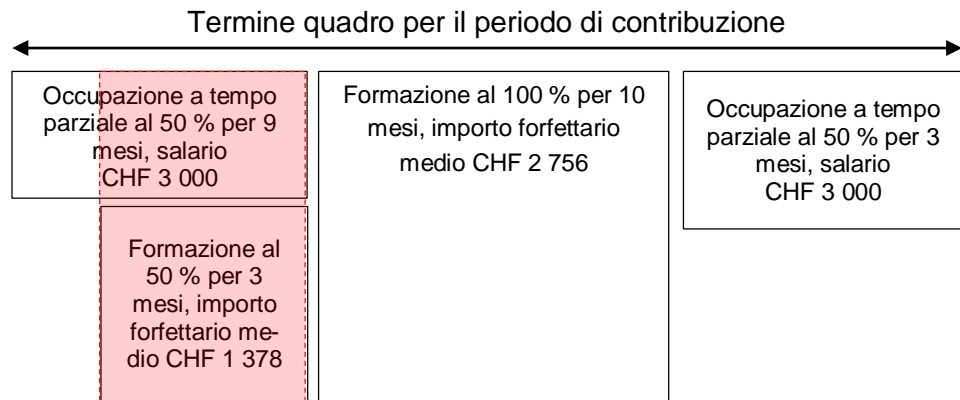 Termine quadro per il periodo di contribuzione
Occupazione a tempo
parziale al 50 % per 9
mesi, salario
CHF 3 000
Formazione al
50 % per 3
mesi, importo
forfettario me-
dio CHF 1 378
Formazione al 100 % per 10
mesi, importo forfettario
medio CHF 2 756
Occupazione a tempo
parziale al 50 % per 3
mesi, salario
CHF 3 000